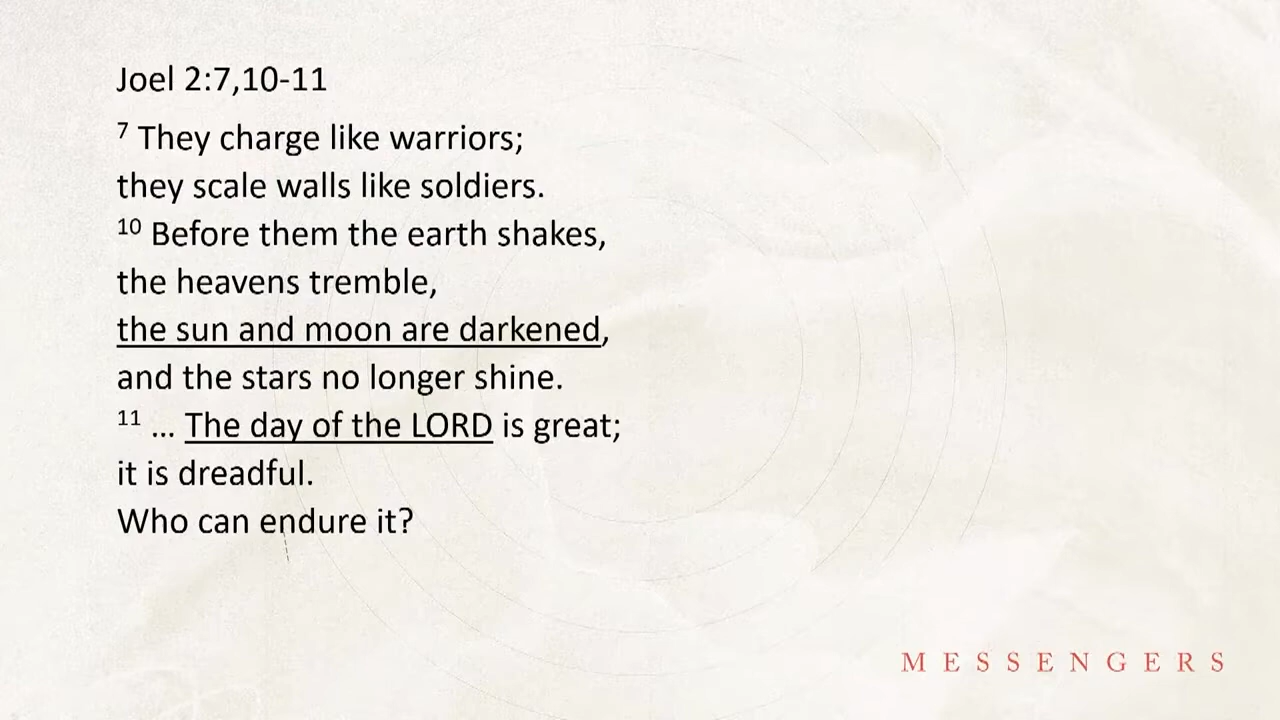 Joel 2:7,10-11
7 They charge like warriors;
they scale walls like soldiers.
10 Before them the earth shakes,
the heavens tremble,
the sun and moon are darkened,
and the stars no longer shine.
11 ... The day of the LORD is great;
it is dreadful.
Who can endure it?
MESSENGERS